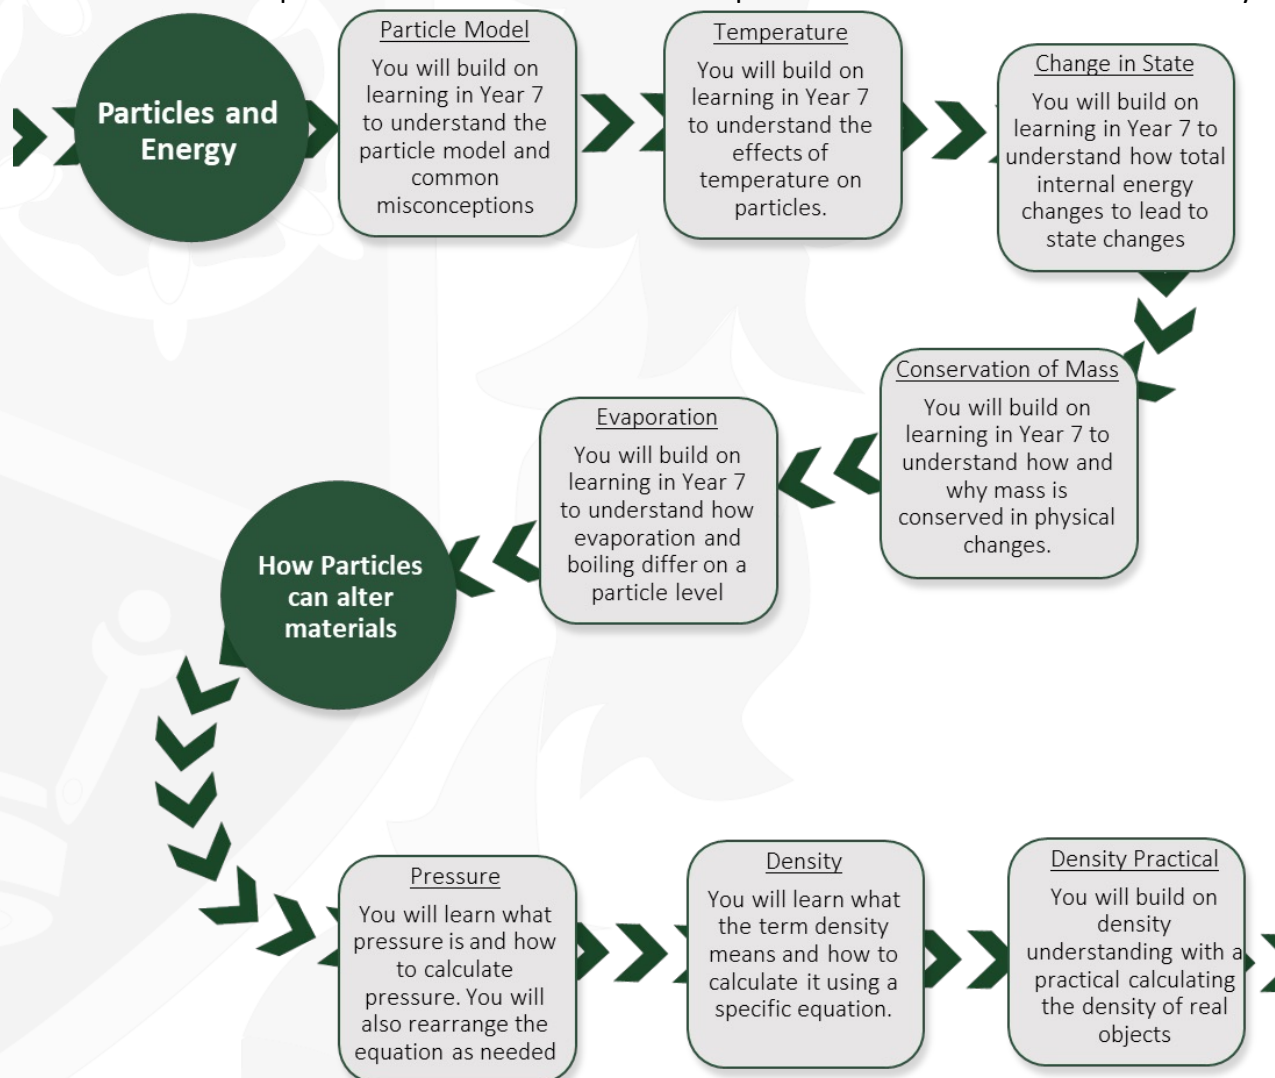 Particles and
Energy
Particle Model
You will build on
learning in Year 7
to understand the
particle model and
common
misconceptions
Temperature
You will build on
learning in Year 7
to understand the
effects of
temperature on
particles.
Change in State
You will build on
learning in Year 7 to
understand how total
internal energy
changes to lead to
state changes
Conservation of Mass
You will build on
learning in Year 7 to
understand how and
why mass is
conserved in physical
changes.
Evaporation
You will build on
learning in Year 7
to understand how
evaporation and
boiling differ on a
particle level
How Particles
can alter
materials
Pressure
You will learn what
pressure is and how
to calculate
pressure. You will
also rearrange the
equation as needed
Density
You will learn what
the term density
means and how to
calculate it using a
specific equation.
Density Practical
You will build on
density
understanding with a
practical calculating
the density of real
objects